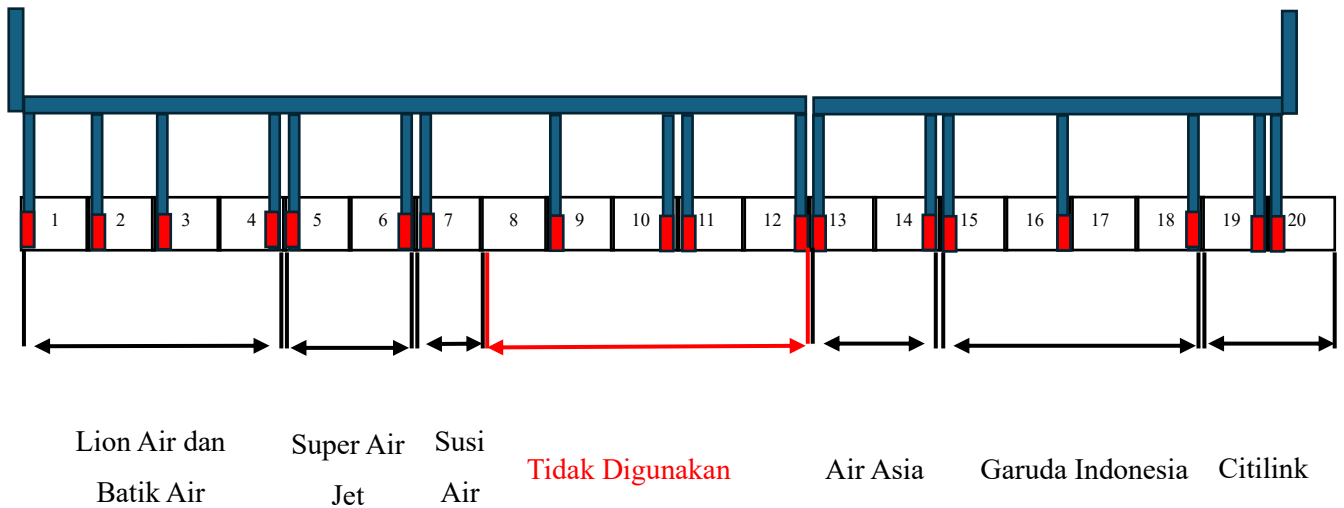 1 2 3 4 5 6 7 8 9 10 11 12 13 14 15 16 17 18 19 20
Lion Air dan
Batik Air
Super Air
Jet
Susi
Air
Tidak Digunakan
Air Asia
Garuda Indonesia
Citilink